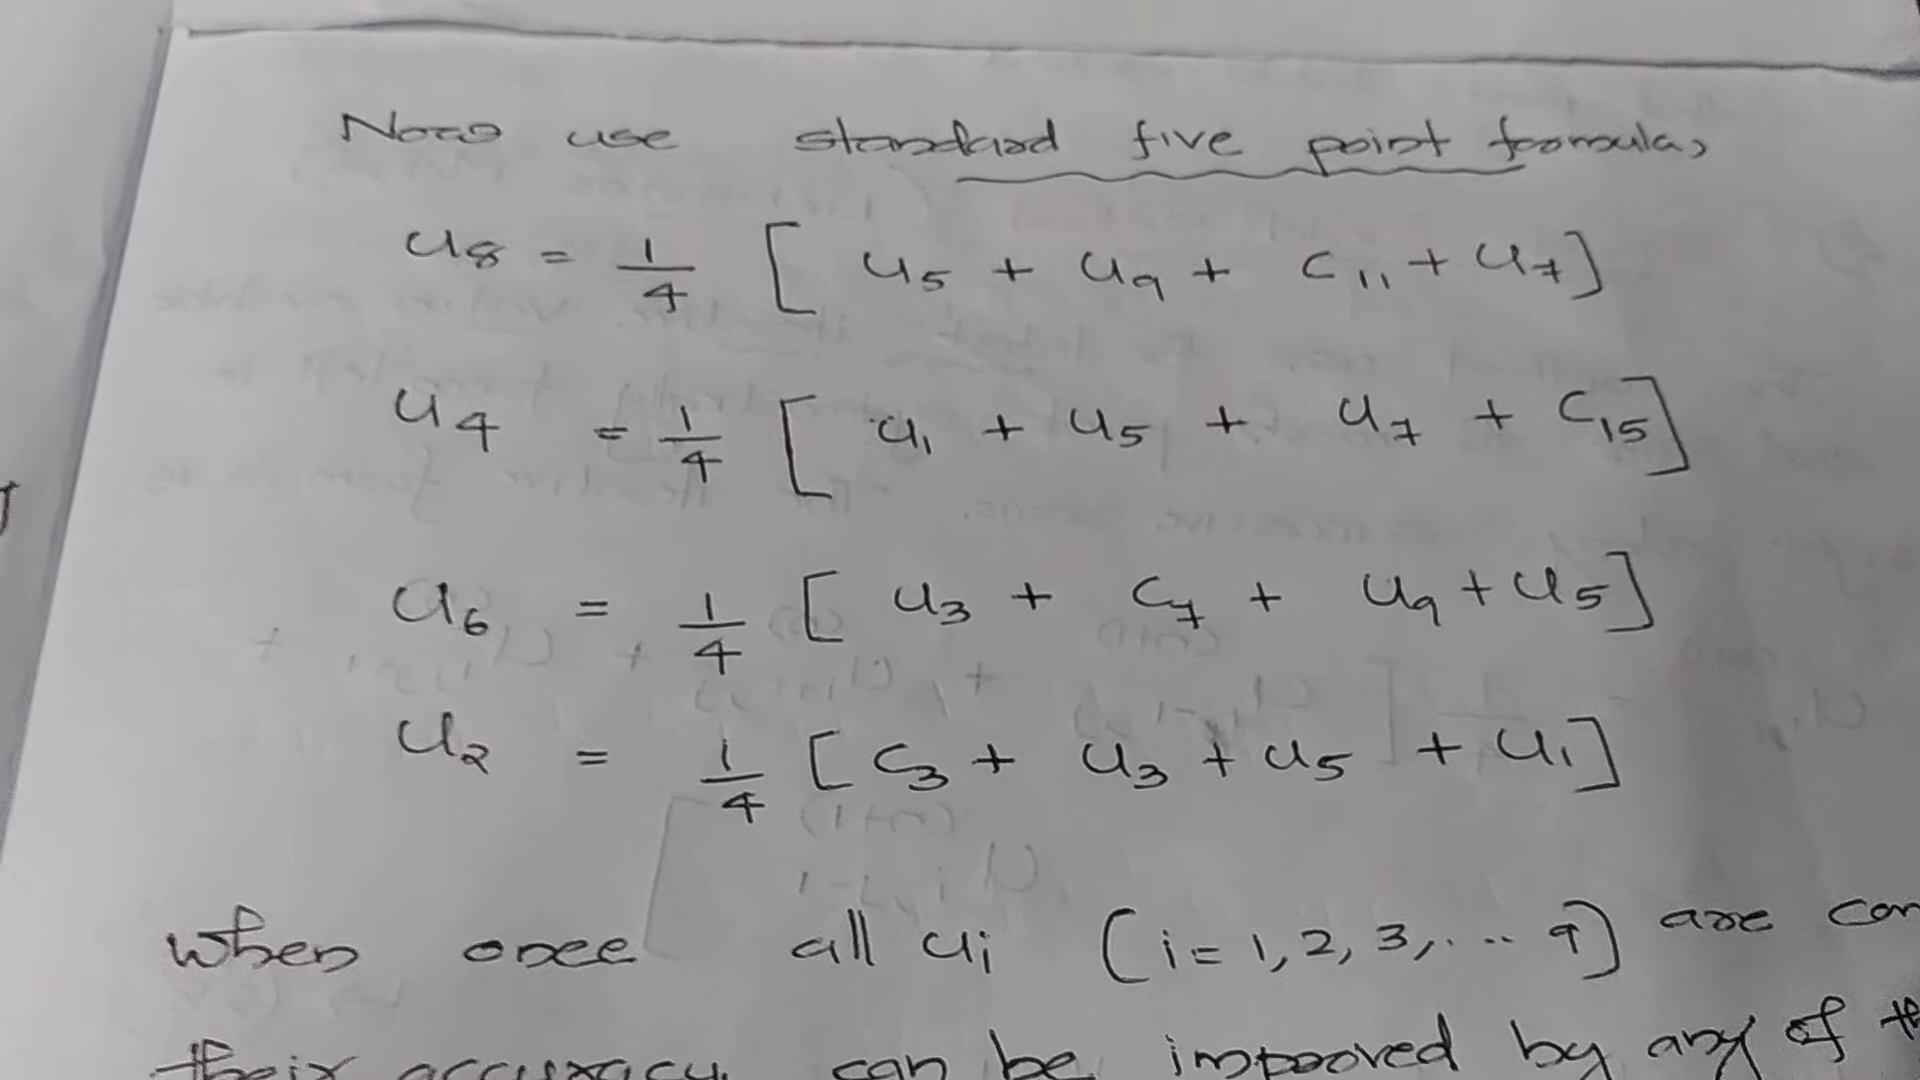 Now use standard five point formula,
u₈ = 1/4 [ u₅ + u₉ + c₁₁ + u₇ ]
u₄ = 1/4 [ u₁ + u₅ + u₇ + c₁₅ ]
u₆ = 1/4 [ u₃ + c₇ + u₉ + u₅ ]
u₂ = 1/4 [ c₃ + u₃ + u₅ + u₁ ]
when once all uᵢ (i = 1, 2, 3, ... 9) are
their accuracy can be improved by any of